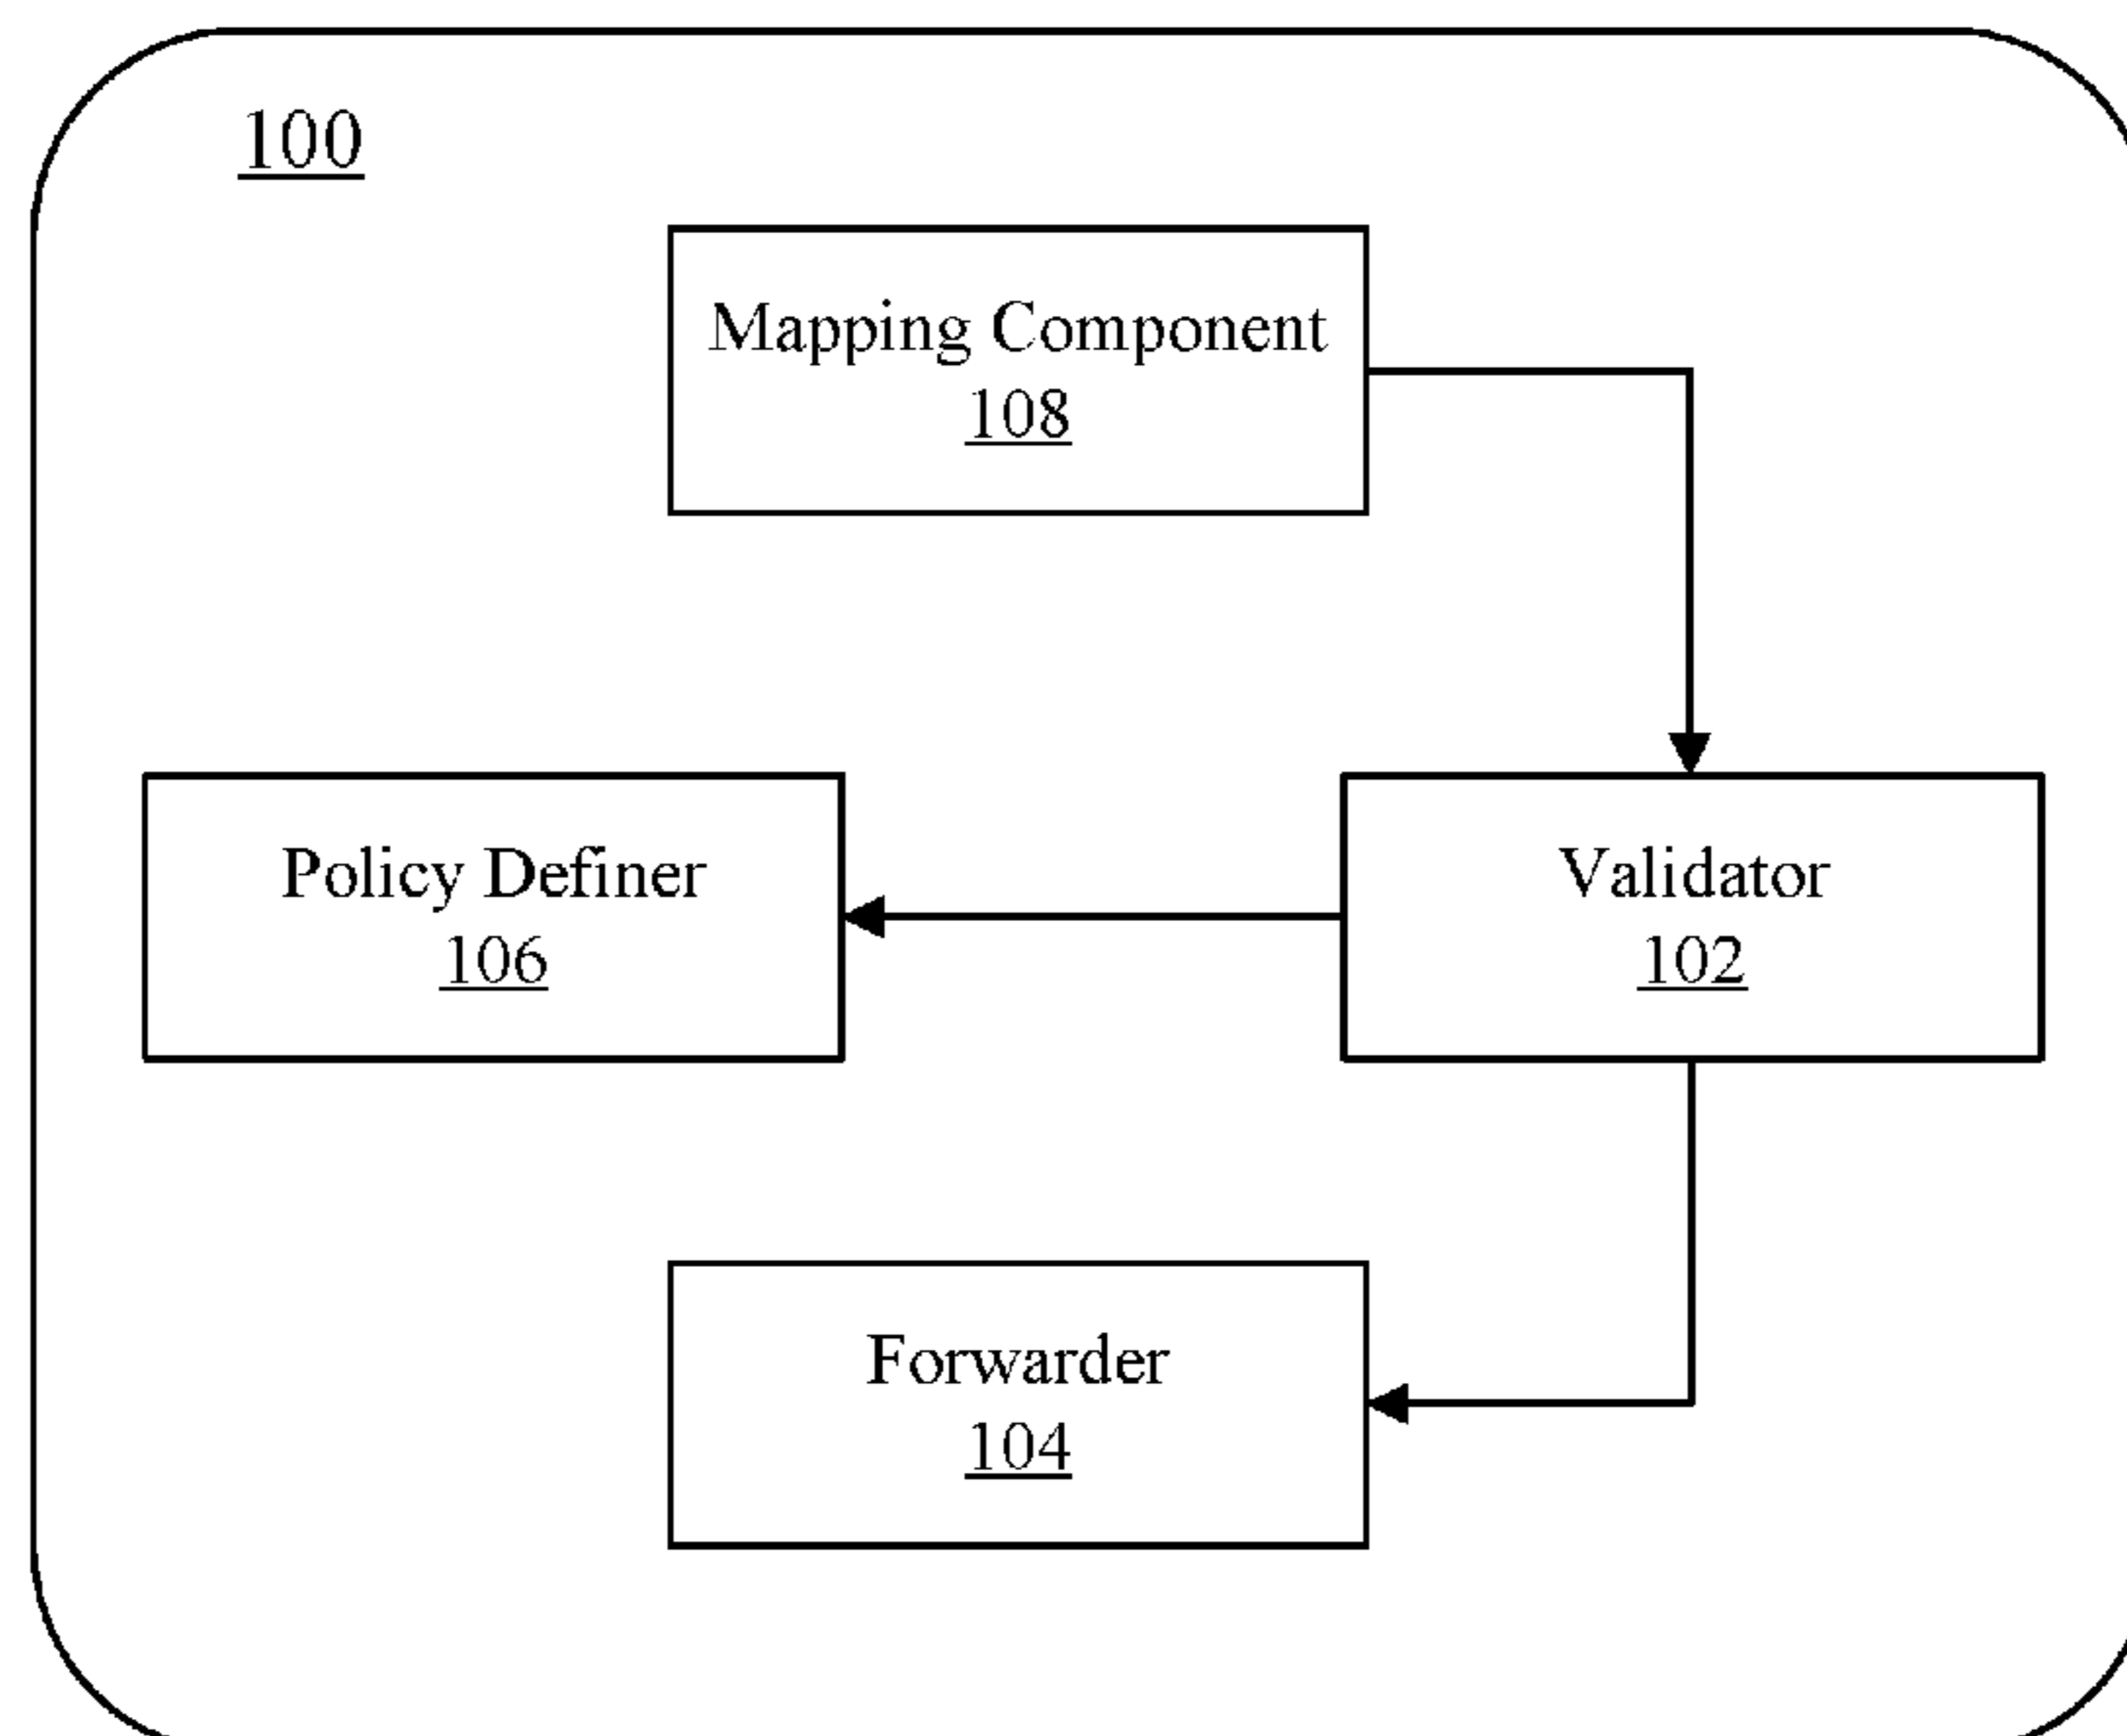 100
Mapping Component
108
Policy Definer
106
Validator
102
Forwarder
104